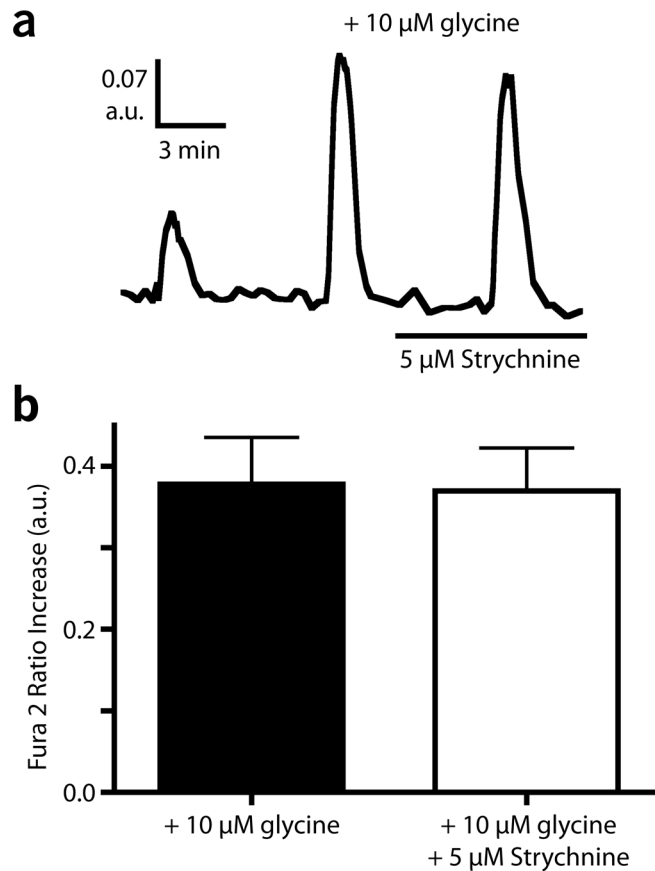 a
+ 10 µM glycine
0.07
a.u.
3 min
5 µM Strychnine
b
Fura 2 Ratio Increase (a.u.)
0.4
0.2
0.0
+ 10 µM glycine
+ 10 µM glycine
+ 5 µM Strychnine